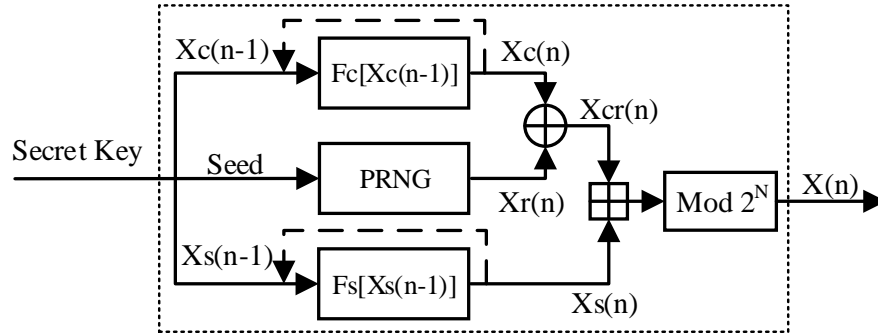 Xc(n-1)
Fc[Xc(n-1)]
Xc(n)
Xcr(n)
Secret Key
Seed
PRNG
Xr(n)
Mod 2^N
X(n)
Xs(n-1)
Fs[Xs(n-1)]
Xs(n)